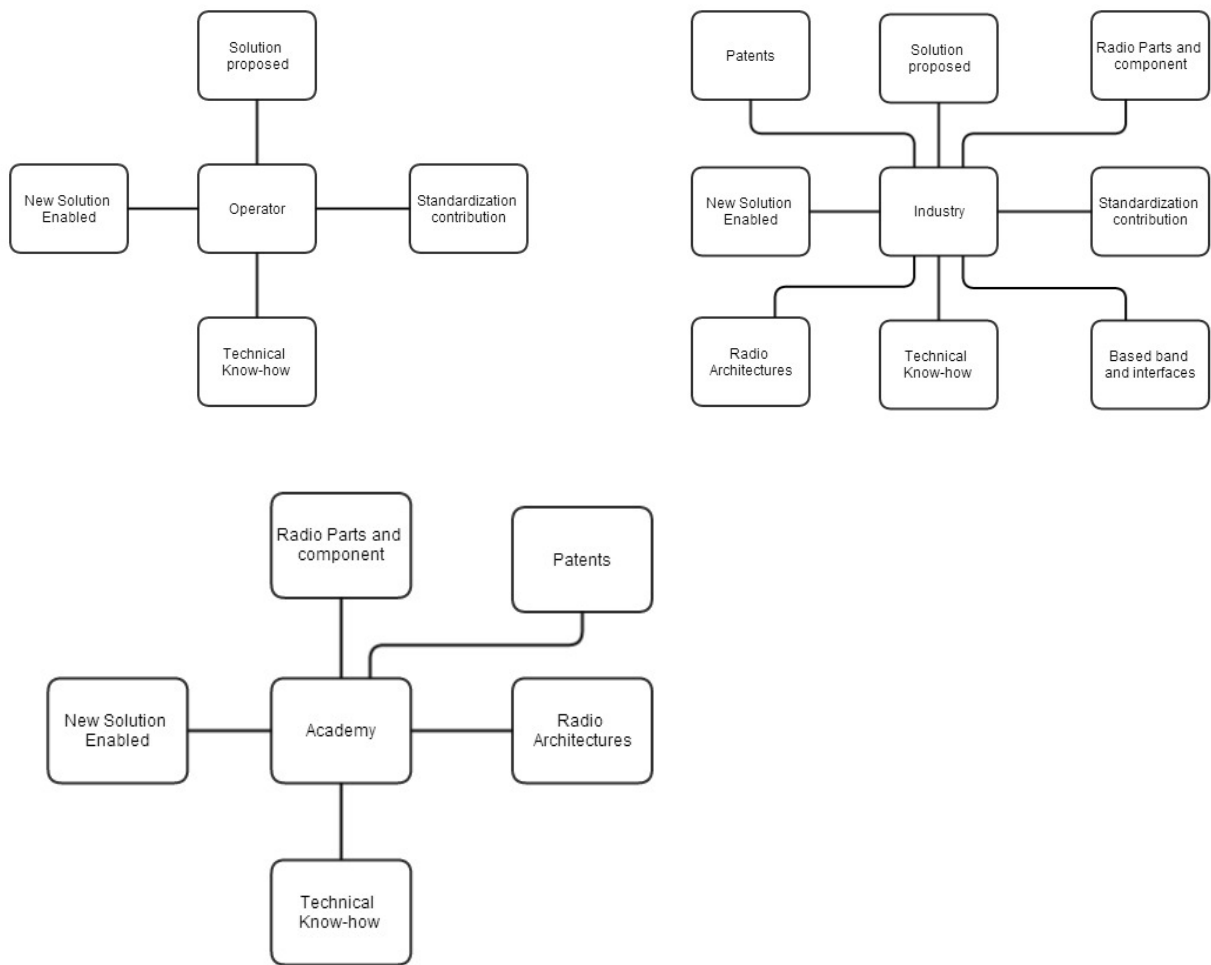 Solution
proposed
New Solution
Enabled
Operator
Standardization
contribution
Technical
Know-how
Patents
Solution
proposed
Radio Parts and
component
New Solution
Enabled
Industry
Standardization
contribution
Radio
Architectures
Technical
Know-how
Based band
and interfaces
Radio Parts and
component
Patents
New Solution
Enabled
Academy
Radio
Architectures
Technical
Know-how